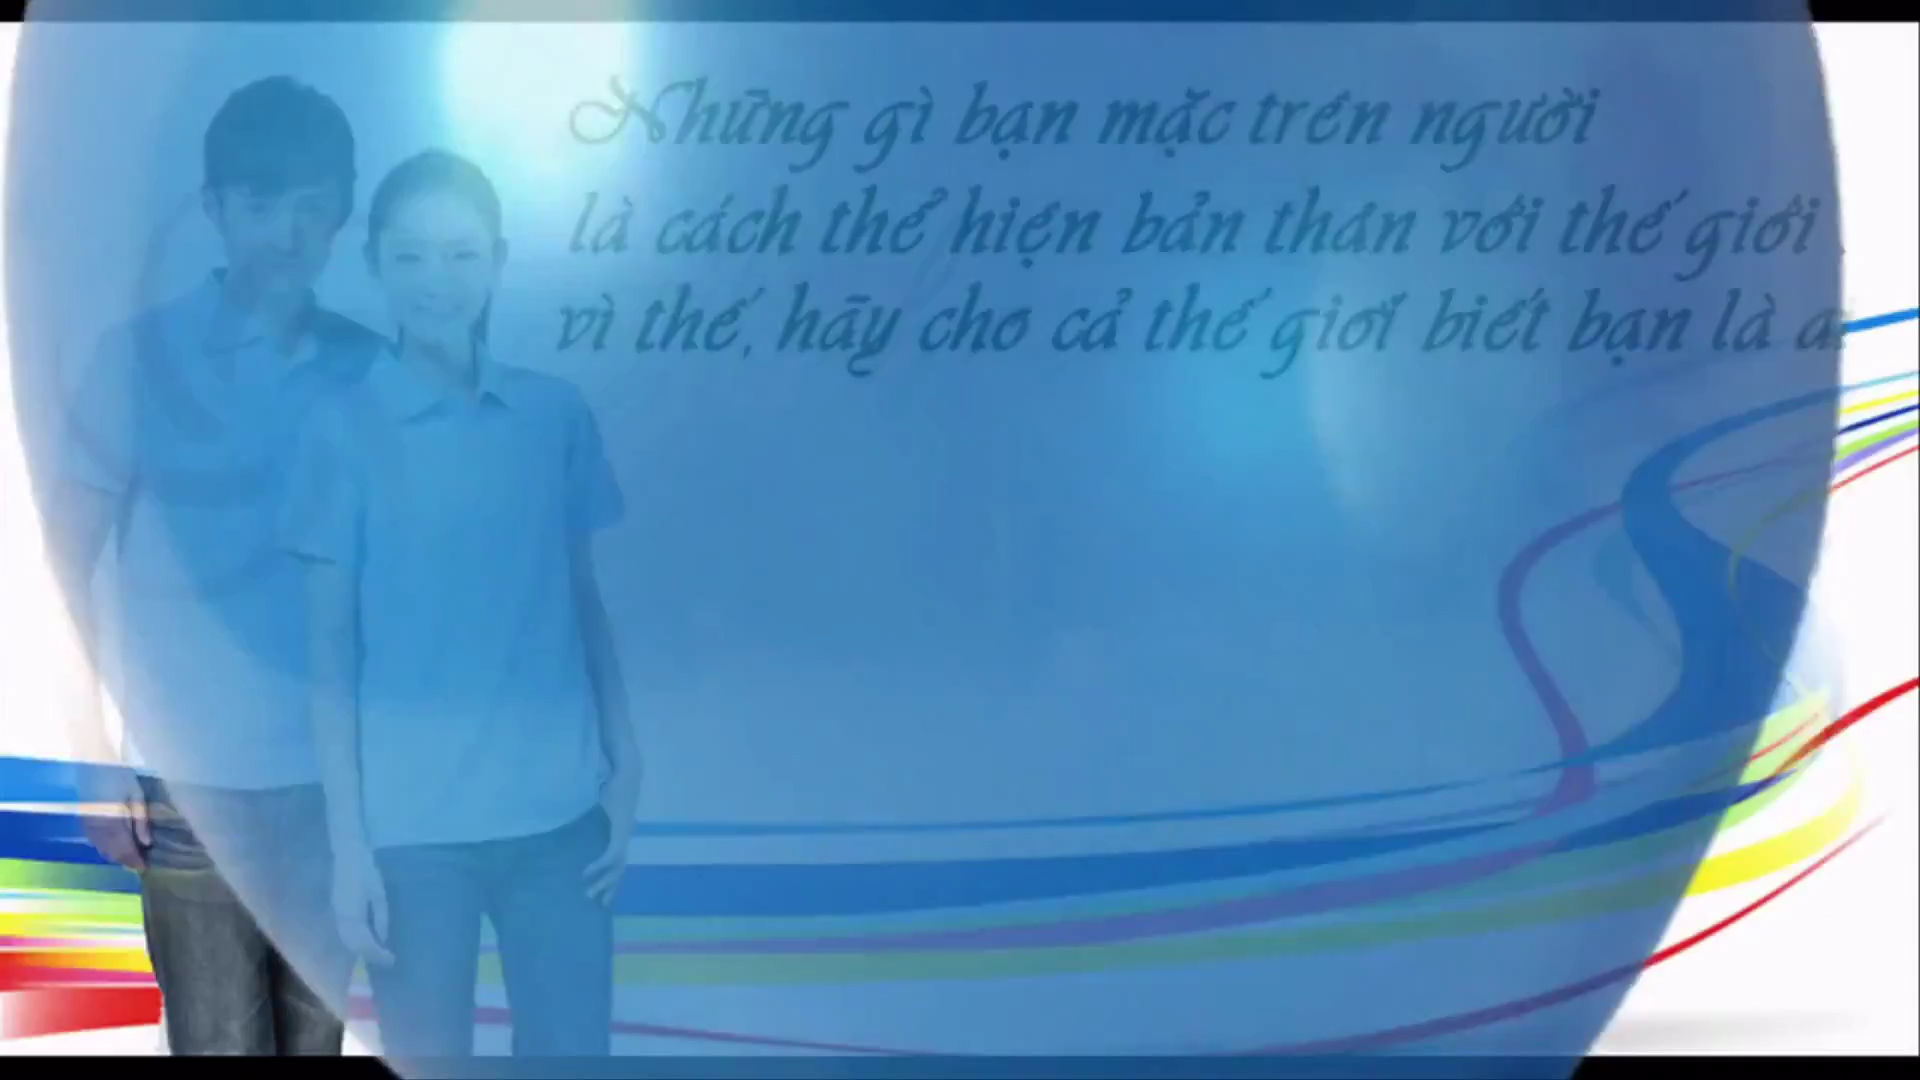 Những gì bạn mặc trên người
là cách thể hiện bản thân với thế giới .
vì thế, hãy cho cả thế giới biết bạn là ai